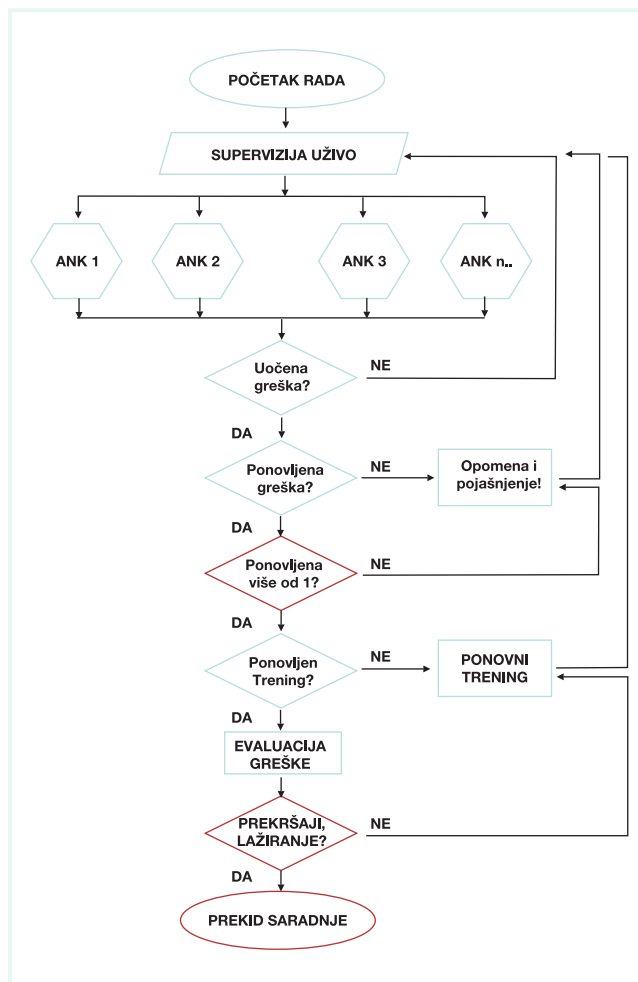 POČETAK RADA
SUPERVIZIJA UŽIVO
ANK 1
ANK 2
ANK 3
ANK n..
Uočena
greška?
NE
DA
Ponovljena
greška?
NE
Opomena i
pojašnjenje!
DA
Ponovljena
više od 1?
NE
DA
Ponovljen
Trening?
NE
PONOVNI
TRENING
DA
EVALUACIJA
GREŠKE
PREKRŠAJI,
LAŽIRANJE?
NE
DA
PREKID SARADNJE